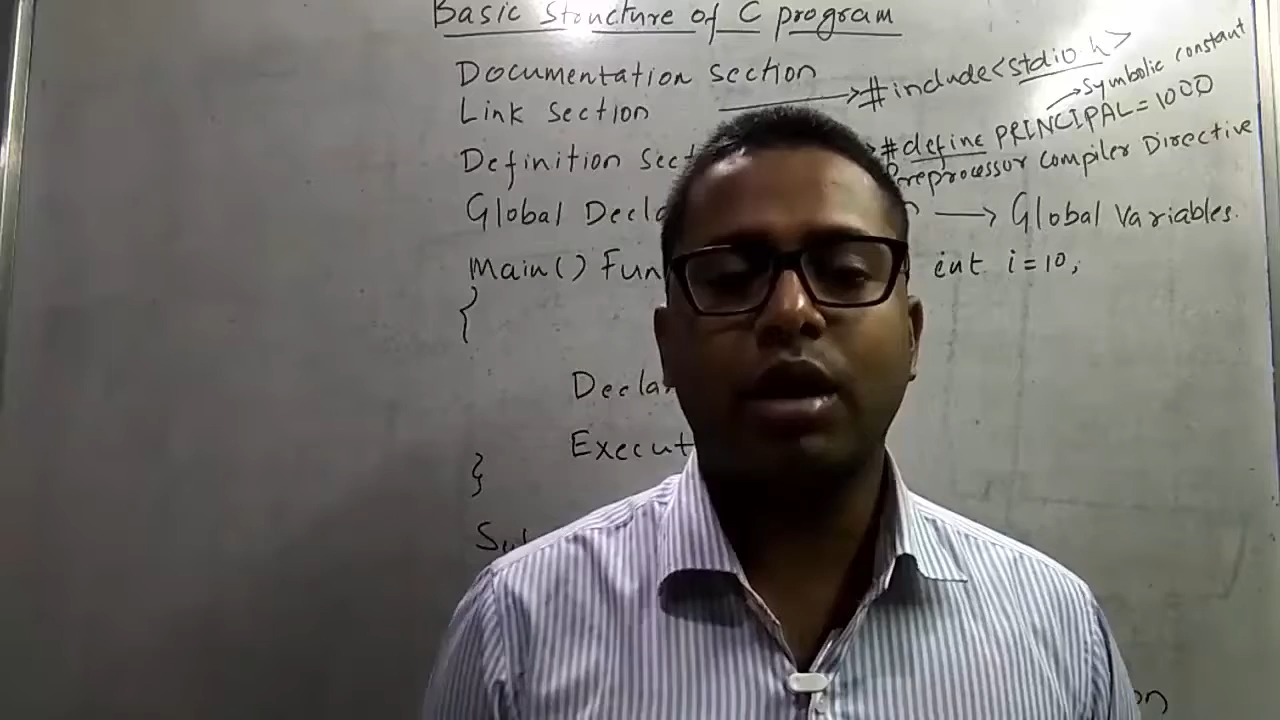 Basic Structure of C program
Documentation section
Link Section → #include<stdio.h>
→ Symbolic constant
Definition Sect → #define PRINCIPAL=1000
Preprocessor Compiler Directive
Global Decla → Global Variables.
Main() Fun int i=10;
{
Decla
Execut
}